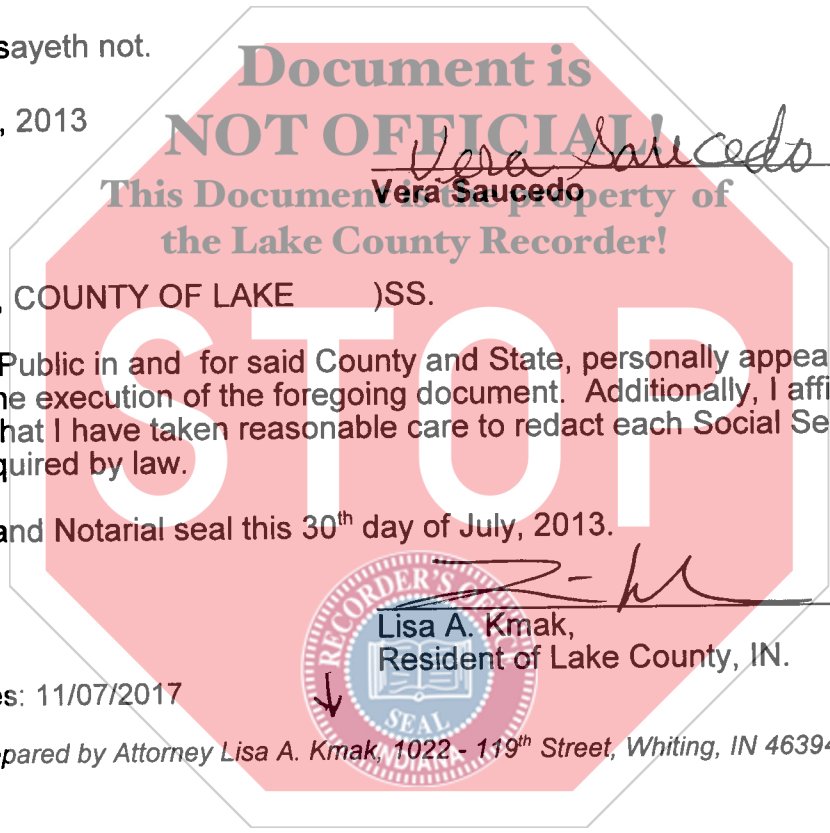 sayeth not.
Document is
, 2013
NOT OFFICIAL!
Vera Saucedo
Vera Saucedo
This Document is the property of
the Lake County Recorder!
, COUNTY OF LAKE )SS.
STOP
Public in and for said County and State, personally appea
ne execution of the foregoing document. Additionally, I affi
hat I have taken reasonable care to redact each Social Se
quired by law.
and Notarial seal this 30th day of July, 2013.
RECORDER'S OFFICE
Lisa A. Kmak,
Resident of Lake County, IN.
es: 11/07/2017
SEAL
INDIANA
epared by Attorney Lisa A. Kmak, 1022 - 119th Street, Whiting, IN 46394